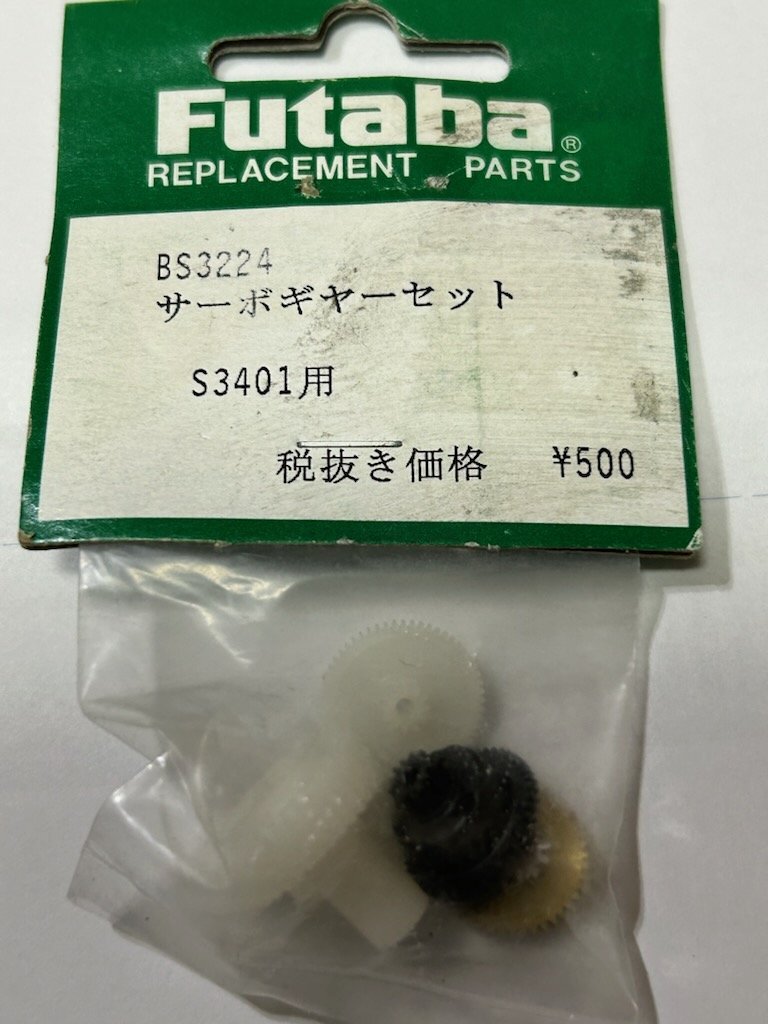 Futaba®
REPLACEMENT PARTS
BS3224
サーボギヤーセット
S3401用
税抜き価格 ¥500